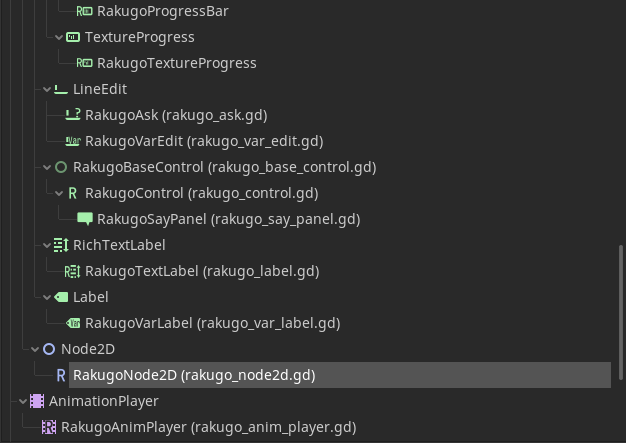 RakugoProgressBar
TextureProgress
RakugoTextureProgress
LineEdit
RakugoAsk (rakugo_ask.gd)
RakugoVarEdit (rakugo_var_edit.gd)
RakugoBaseControl (rakugo_base_control.gd)
RakugoControl (rakugo_control.gd)
RakugoSayPanel (rakugo_say_panel.gd)
RichTextLabel
RakugoTextLabel (rakugo_label.gd)
Label
RakugoVarLabel (rakugo_var_label.gd)
Node2D
RakugoNode2D (rakugo_node2d.gd)
AnimationPlayer
RakugoAnimPlayer (rakugo_anim_player.gd)